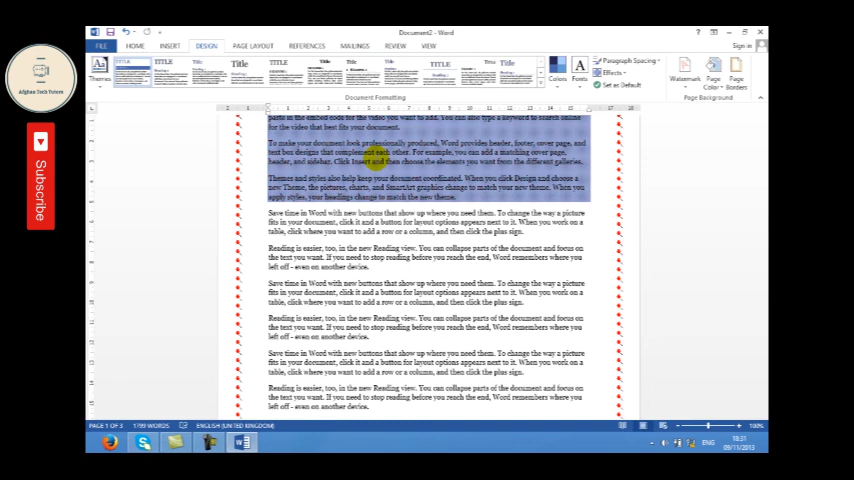 Document2 - Word
FILE HOME INSERT DESIGN PAGE LAYOUT REFERENCES MAILINGS REVIEW VIEW
Sign in
Themes
TITLE TITLE Title Title TITLE Title Title TITLE Title
Colors Fonts
Paragraph Spacing
Effects
Set as Default
Watermark Page Color Page Borders
Document Formatting
Page Background
Afghan Tech Tutors
Subscribe
paste in the embed code for the video you want to add. You can also type a keyword to search online
for the video that best fits your document.
To make your document look professionally produced, Word provides header, footer, cover page, and
text box designs that complement each other. For example, you can add a matching cover page,
header, and sidebar. Click Insert and then choose the elements you want from the different galleries.
Themes and styles also help keep your document coordinated. When you click Design and choose a
new Theme, the pictures, charts, and SmartArt graphics change to match your new theme. When you
apply styles, your headings change to match the new theme.
Save time in Word with new buttons that show up where you need them. To change the way a picture
fits in your document, click it and a button for layout options appears next to it. When you work on a
table, click where you want to add a row or a column, and then click the plus sign.
Reading is easier, too, in the new Reading view. You can collapse parts of the document and focus on
the text you want. If you need to stop reading before you reach the end, Word remembers where you
left off - even on another device.
Save time in Word with new buttons that show up where you need them. To change the way a picture
fits in your document, click it and a button for layout options appears next to it. When you work on a
table, click where you want to add a row or a column, and then click the plus sign.
Reading is easier, too, in the new Reading view. You can collapse parts of the document and focus on
the text you want. If you need to stop reading before you reach the end, Word remembers where you
left off - even on another device.
Save time in Word with new buttons that show up where you need them. To change the way a picture
fits in your document, click it and a button for layout options appears next to it. When you work on a
table, click where you want to add a row or a column, and then click the plus sign.
Reading is easier, too, in the new Reading view. You can collapse parts of the document and focus on
the text you want. If you need to stop reading before you reach the end, Word remembers where you
left off - even on another device.
PAGE 1 OF 3 1799 WORDS ENGLISH (UNITED KINGDOM) 100%
ENG
18:31
09/11/2013